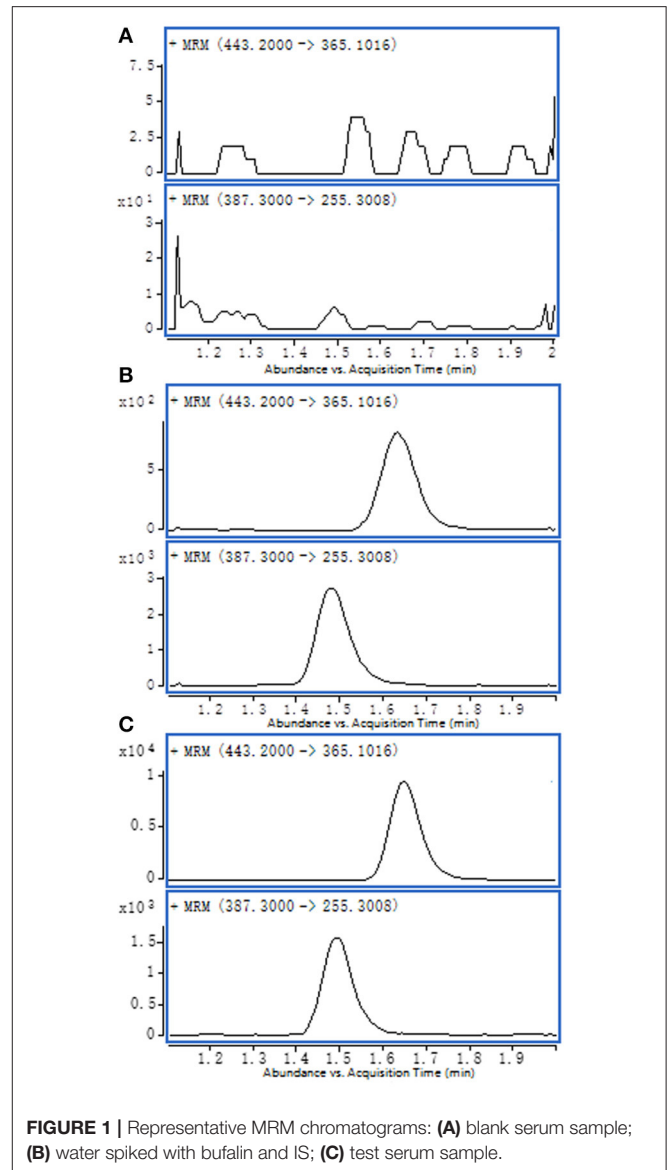 A
+ MRM (443.2000 -> 365.1016)
7.5
5
2.5
0
x10 1
+ MRM (387.3000 -> 255.3008)
3
2
1
0
1.2 1.3 1.4 1.5 1.6 1.7 1.8 1.9 2
Abundance vs. Acquisition Time (min)
B
x10 2
+ MRM (443.2000 -> 365.1016)
5
0
x10 3
+ MRM (387.3000 -> 255.3008)
3
2
1
0
1.2 1.3 1.4 1.5 1.6 1.7 1.8 1.9
Abundance vs. Acquisition Time (min)
C
x10 4
+ MRM (443.2000 -> 365.1016)
1
0.5
0
x10 3
+ MRM (387.3000 -> 255.3008)
1.5
1
0.5
0
1.2 1.3 1.4 1.5 1.6 1.7 1.8 1.9
Abundance vs. Acquisition Time (min)
FIGURE 1 | Representative MRM chromatograms: (A) blank serum sample;
(B) water spiked with bufalin and IS; (C) test serum sample.